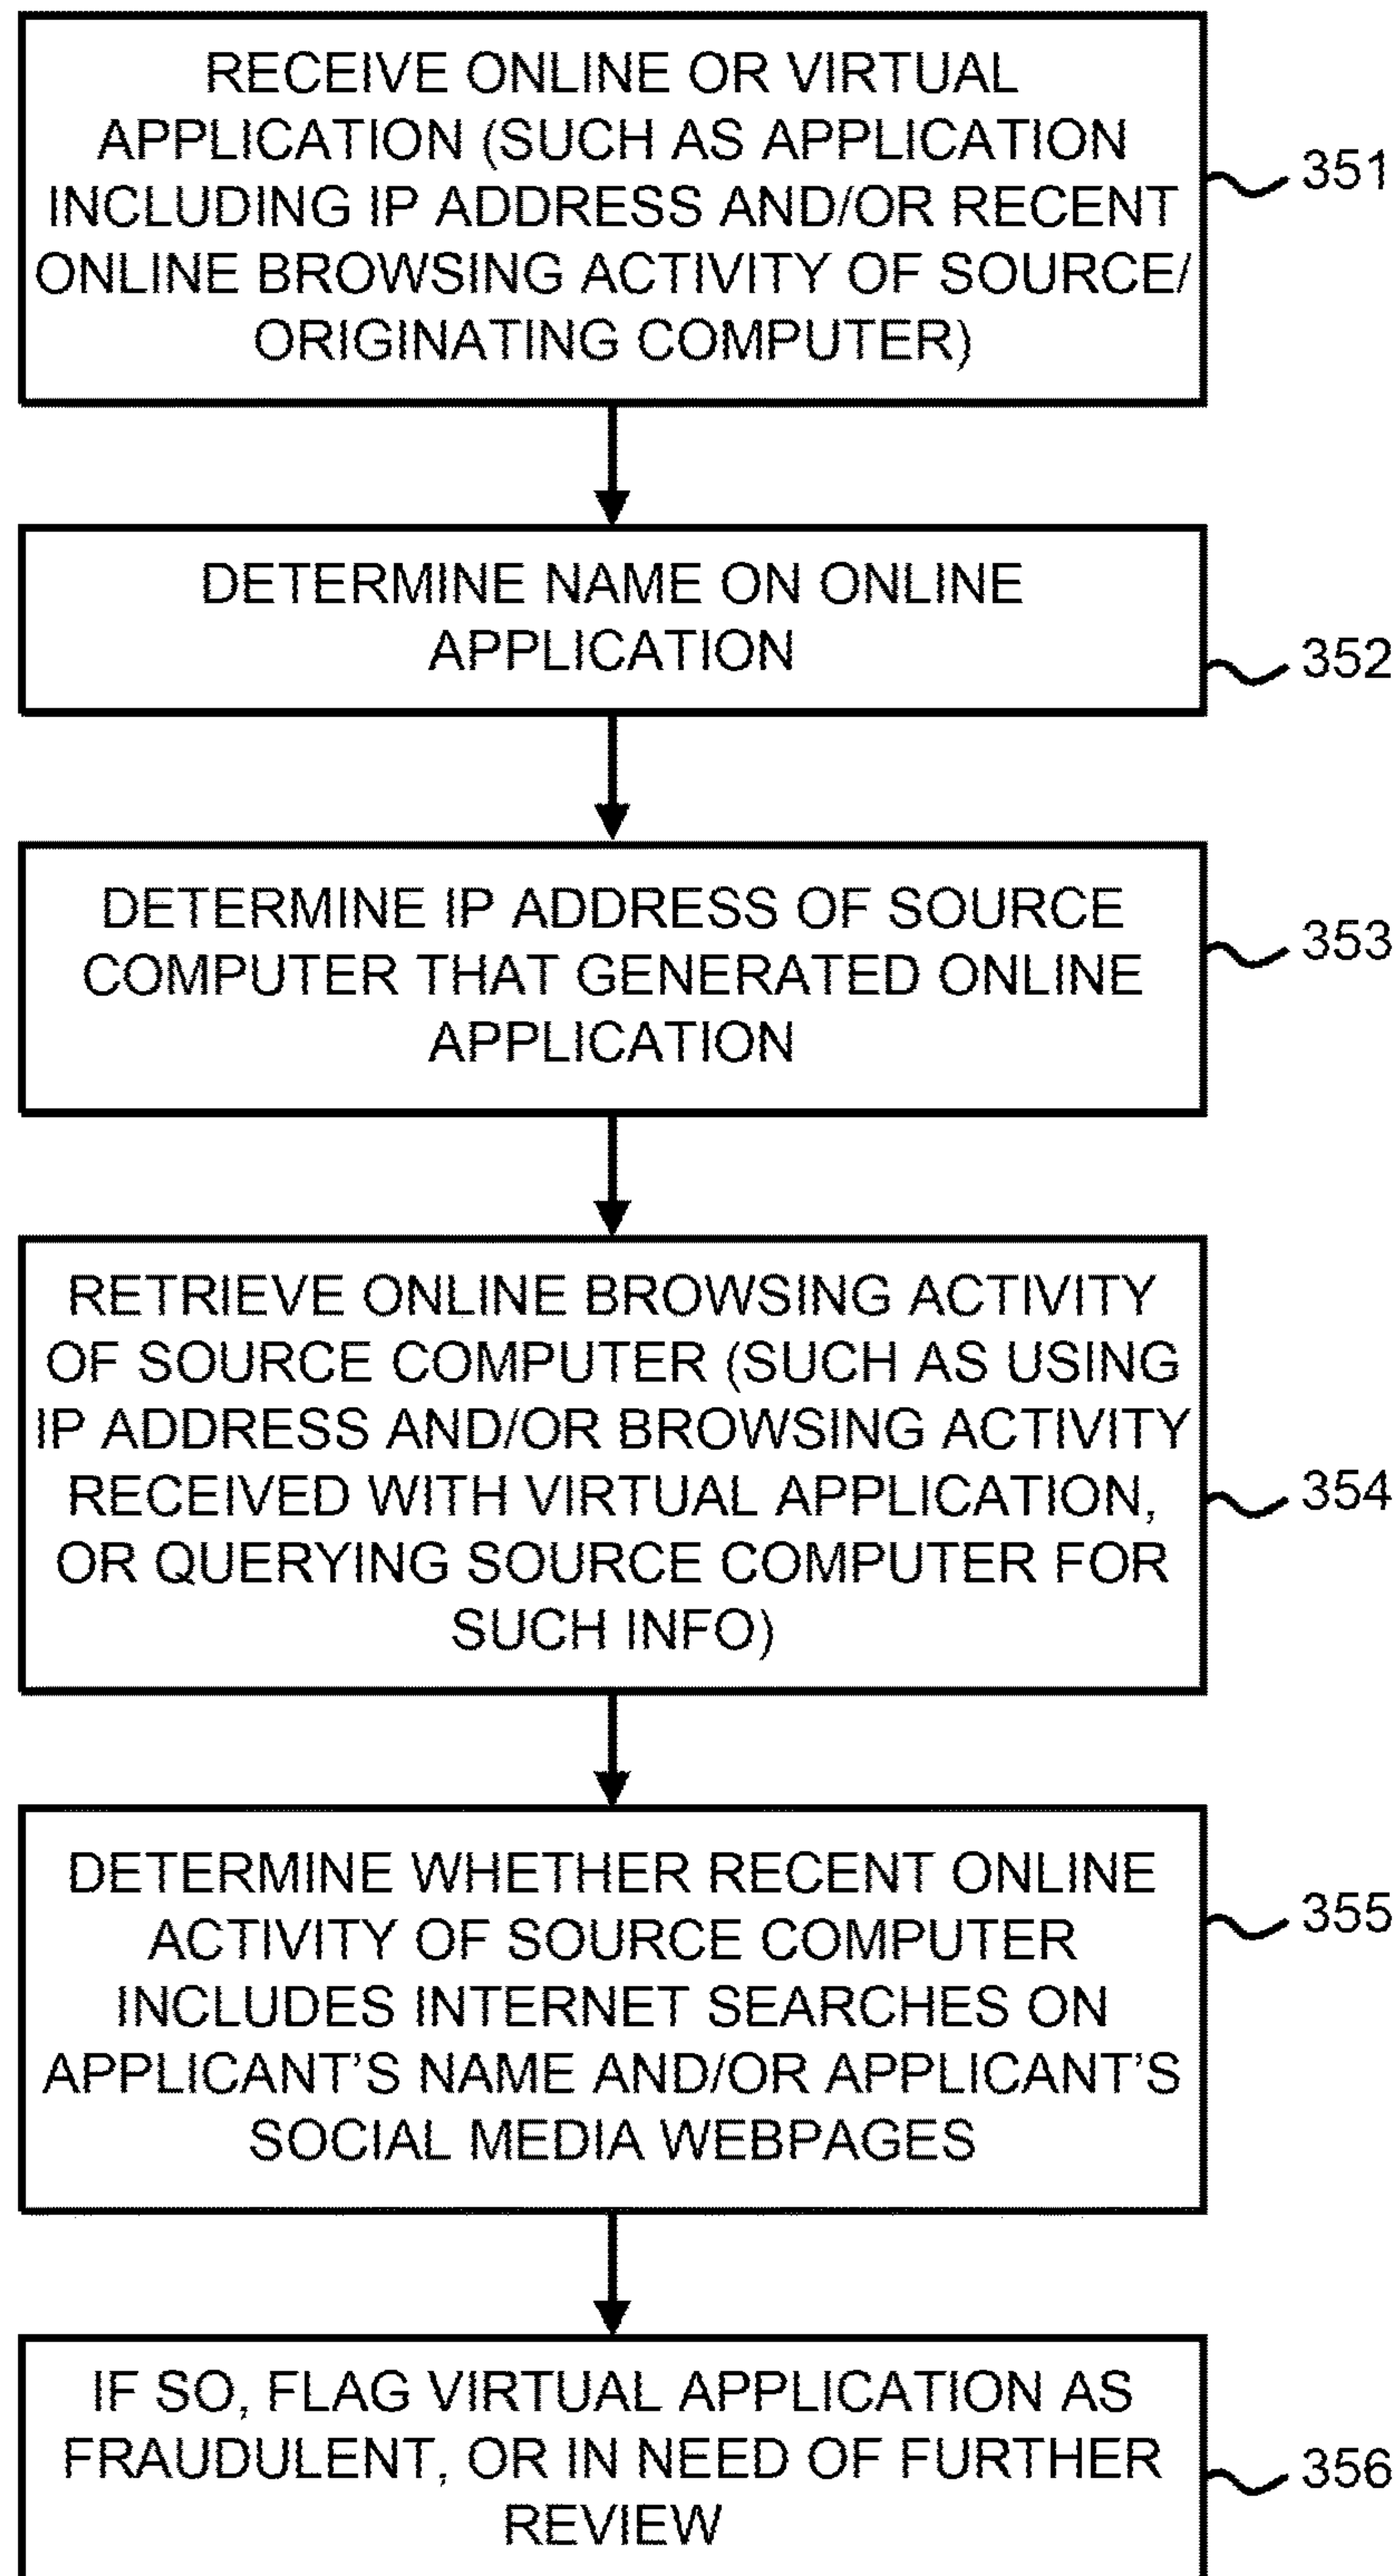 RECEIVE ONLINE OR VIRTUAL
APPLICATION (SUCH AS APPLICATION
INCLUDING IP ADDRESS AND/OR RECENT
ONLINE BROWSING ACTIVITY OF SOURCE/
ORIGINATING COMPUTER)
351
DETERMINE NAME ON ONLINE
APPLICATION
352
DETERMINE IP ADDRESS OF SOURCE
COMPUTER THAT GENERATED ONLINE
APPLICATION
353
RETRIEVE ONLINE BROWSING ACTIVITY
OF SOURCE COMPUTER (SUCH AS USING
IP ADDRESS AND/OR BROWSING ACTIVITY
RECEIVED WITH VIRTUAL APPLICATION,
OR QUERYING SOURCE COMPUTER FOR
SUCH INFO)
354
DETERMINE WHETHER RECENT ONLINE
ACTIVITY OF SOURCE COMPUTER
INCLUDES INTERNET SEARCHES ON
APPLICANT'S NAME AND/OR APPLICANT'S
SOCIAL MEDIA WEBPAGES
355
IF SO, FLAG VIRTUAL APPLICATION AS
FRAUDULENT, OR IN NEED OF FURTHER
REVIEW
356